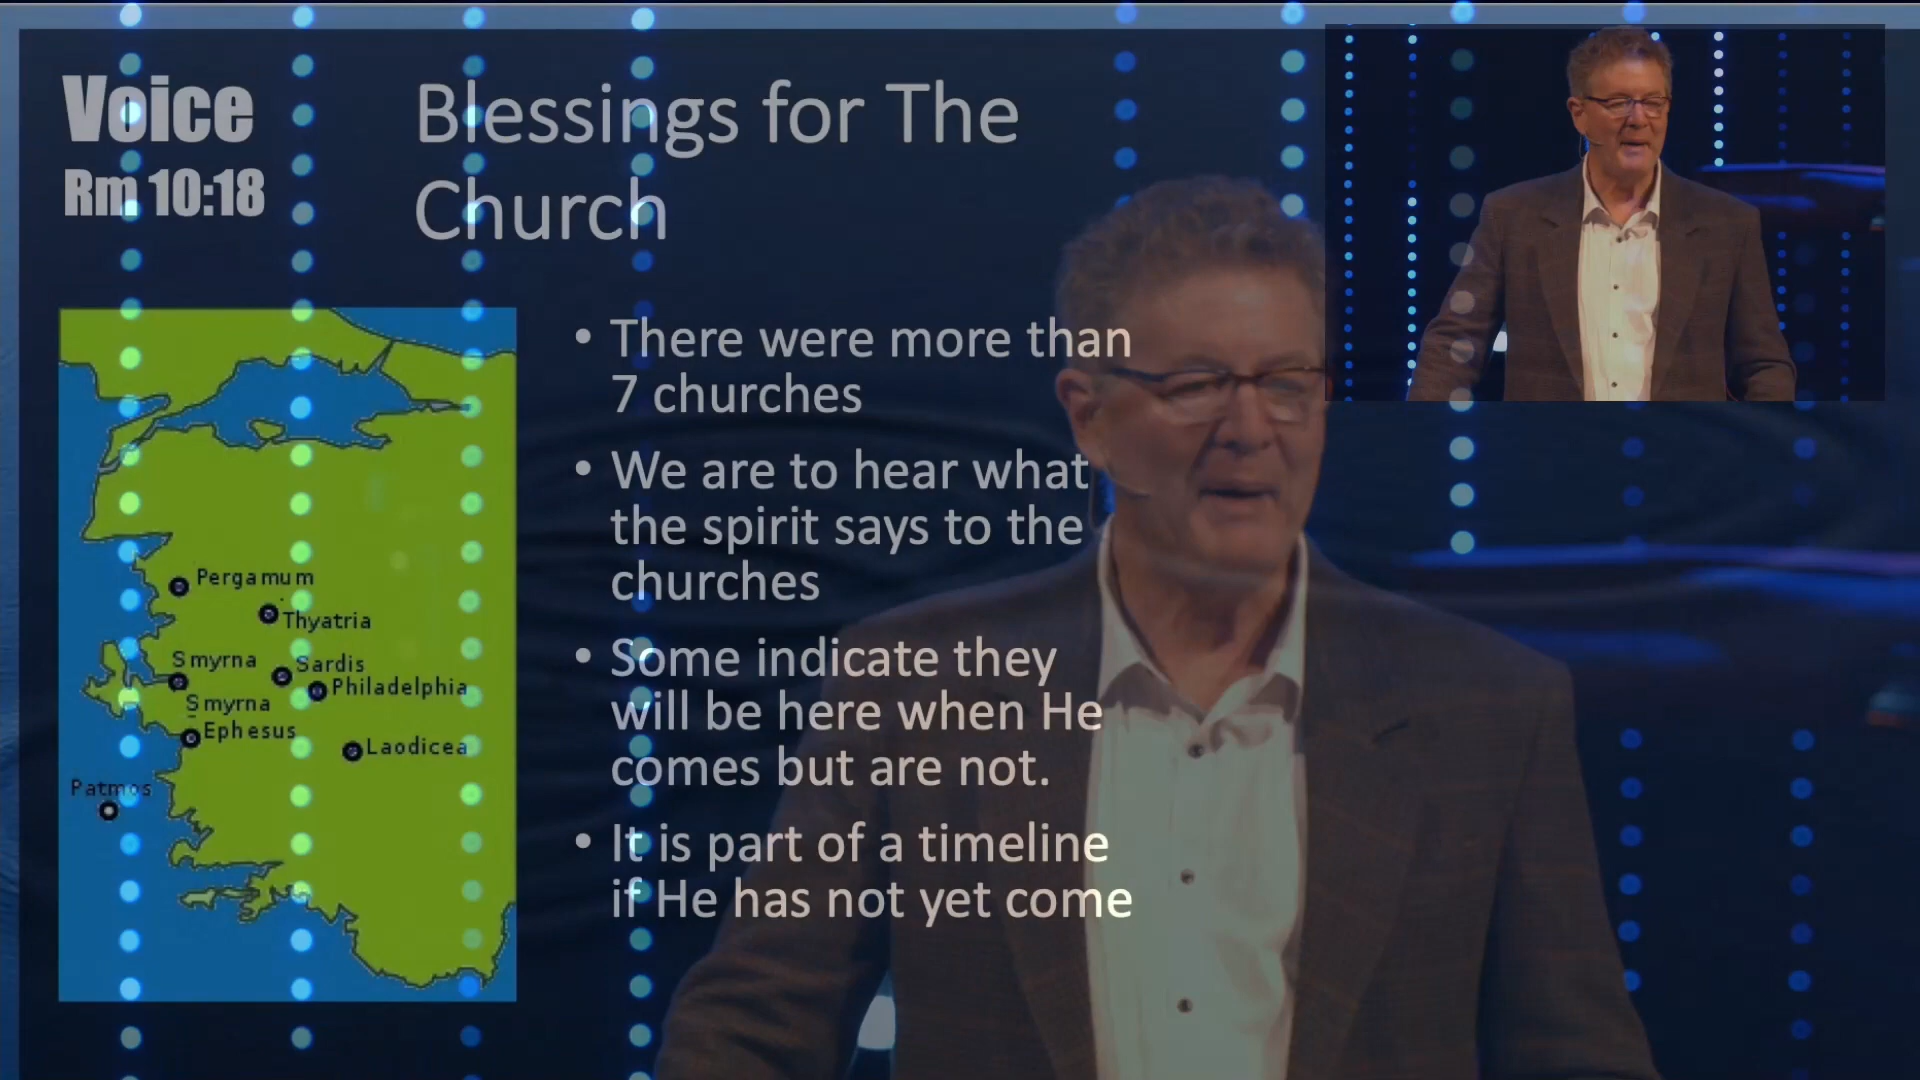 Voice
Rm 10:18
Blessings for The
Church
• There were more than
7 churches
• We are to hear what
the spirit says to the
churches
• Some indicate they
will be here when He
comes but are not.
• It is part of a timeline
if He has not yet come
Pergamum
Thyatria
Smyrna
Sardis
Philadelphia
Smyrna
Ephesus
Laodicea
Patmos